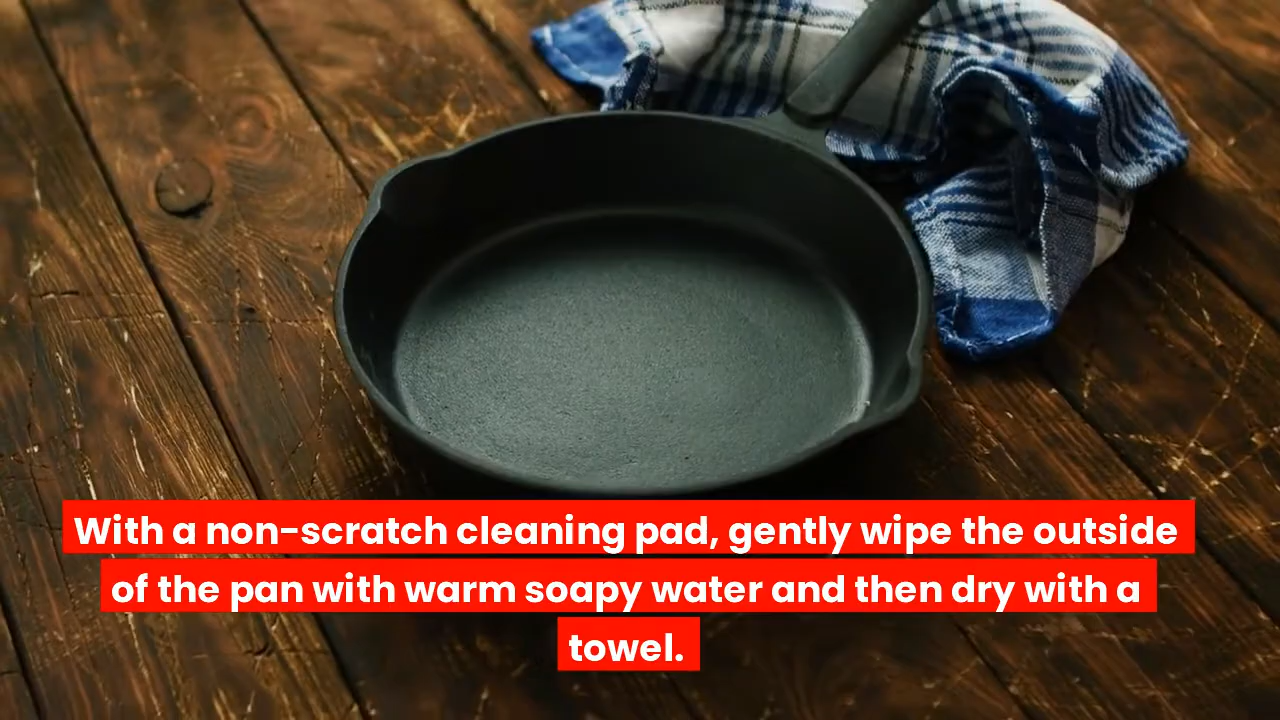 With a non-scratch cleaning pad, gently wipe the outside
of the pan with warm soapy water and then dry with a
towel.